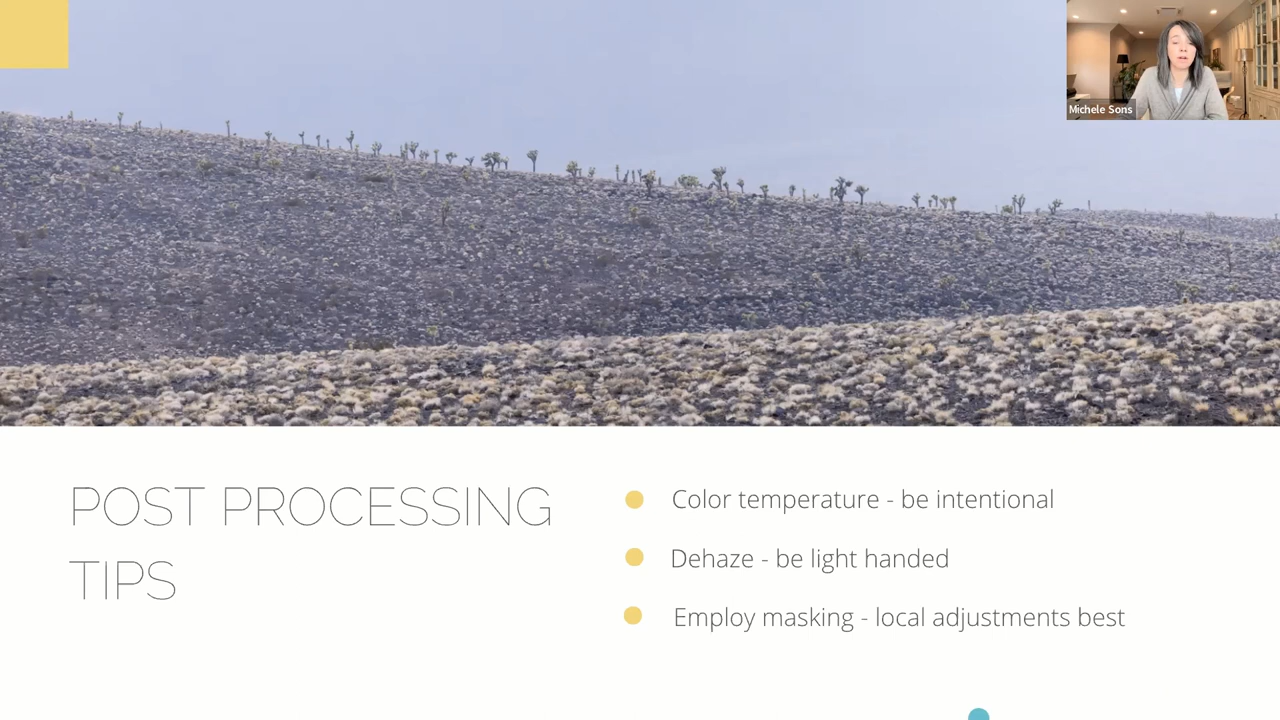 Michele Sons
POST PROCESSING
TIPS
Color temperature - be intentional
Dehaze - be light handed
Employ masking - local adjustments best